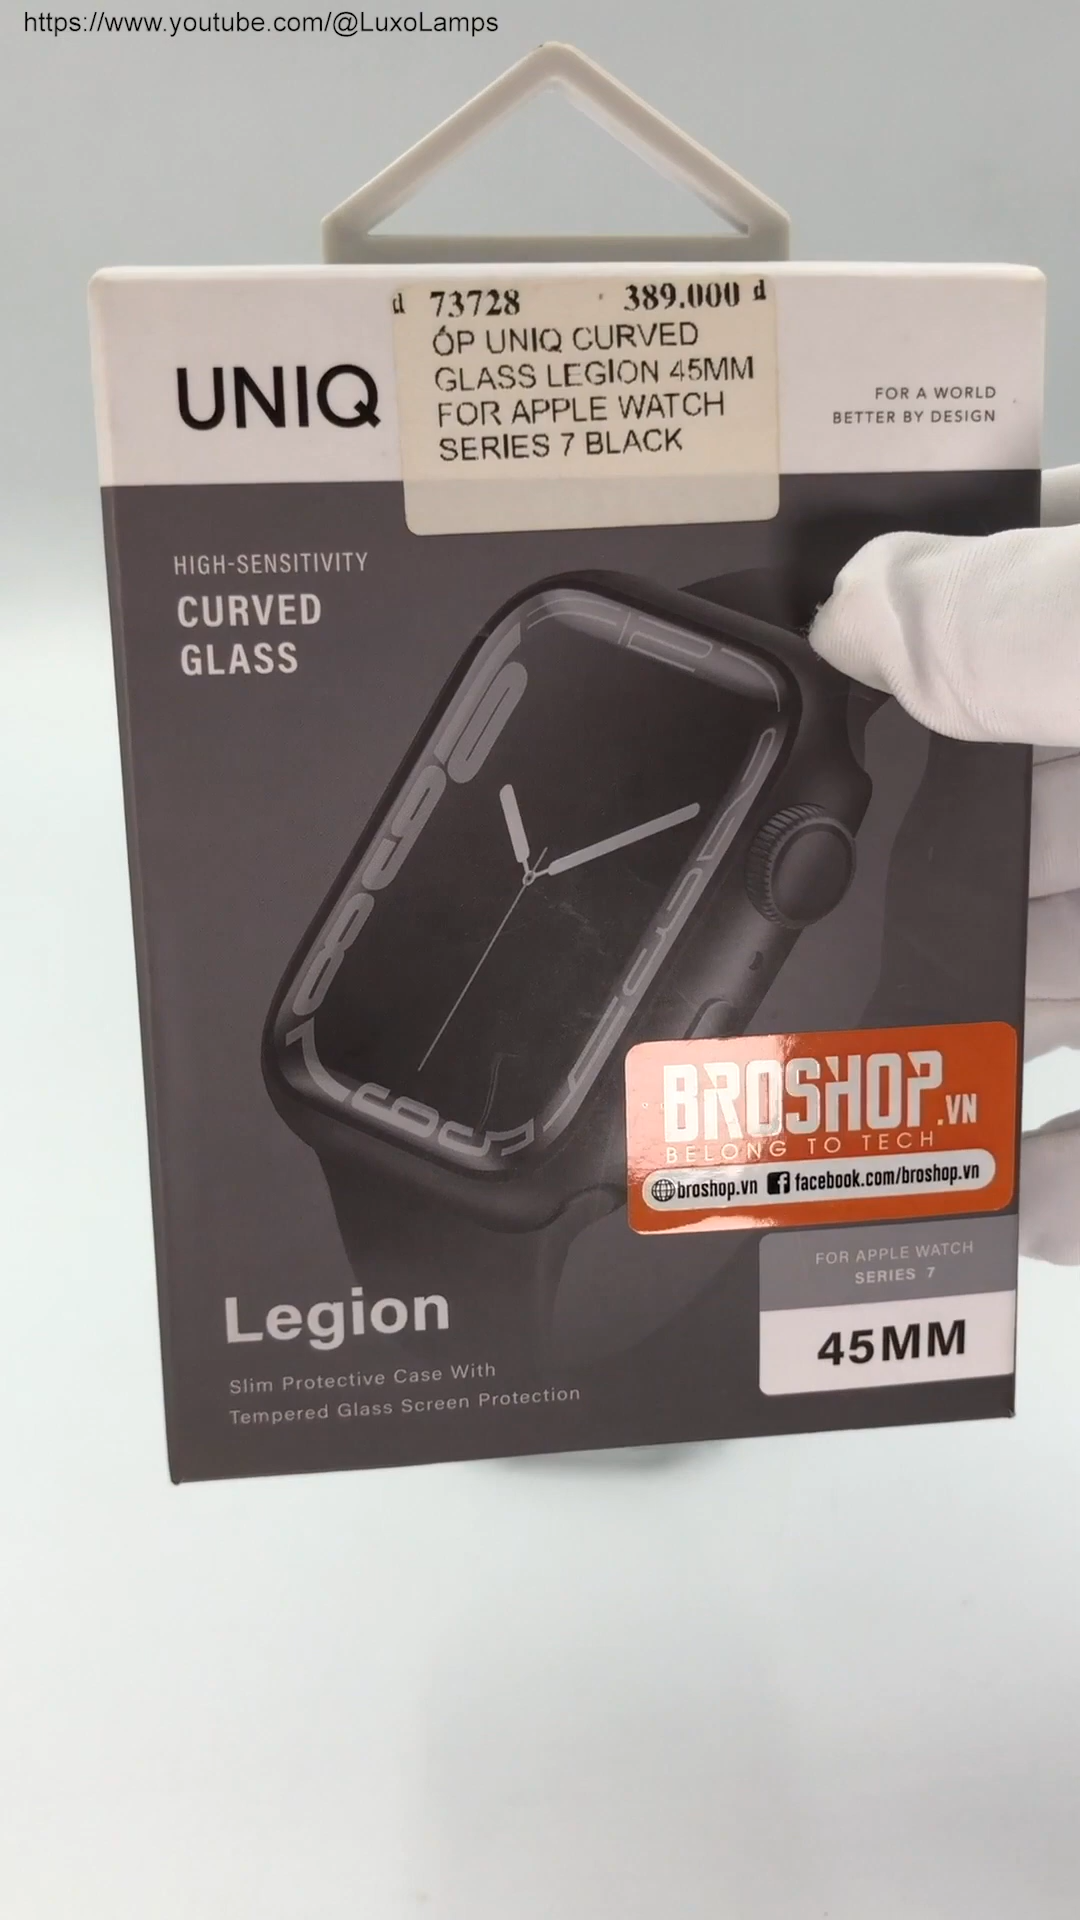 https://www.youtube.com/@LuxoLamps
đ 73728 389.000 đ
ỐP UNIQ CURVED
GLASS LEGION 45MM
FOR APPLE WATCH
SERIES 7 BLACK
UNIQ
FOR A WORLD
BETTER BY DESIGN
HIGH-SENSITIVITY
CURVED
GLASS
BROSHOP.VN
BELONG TO TECH
broshop.vn facebook.com/broshop.vn
FOR APPLE WATCH
SERIES 7
45MM
Legion
Slim Protective Case With
Tempered Glass Screen Protection